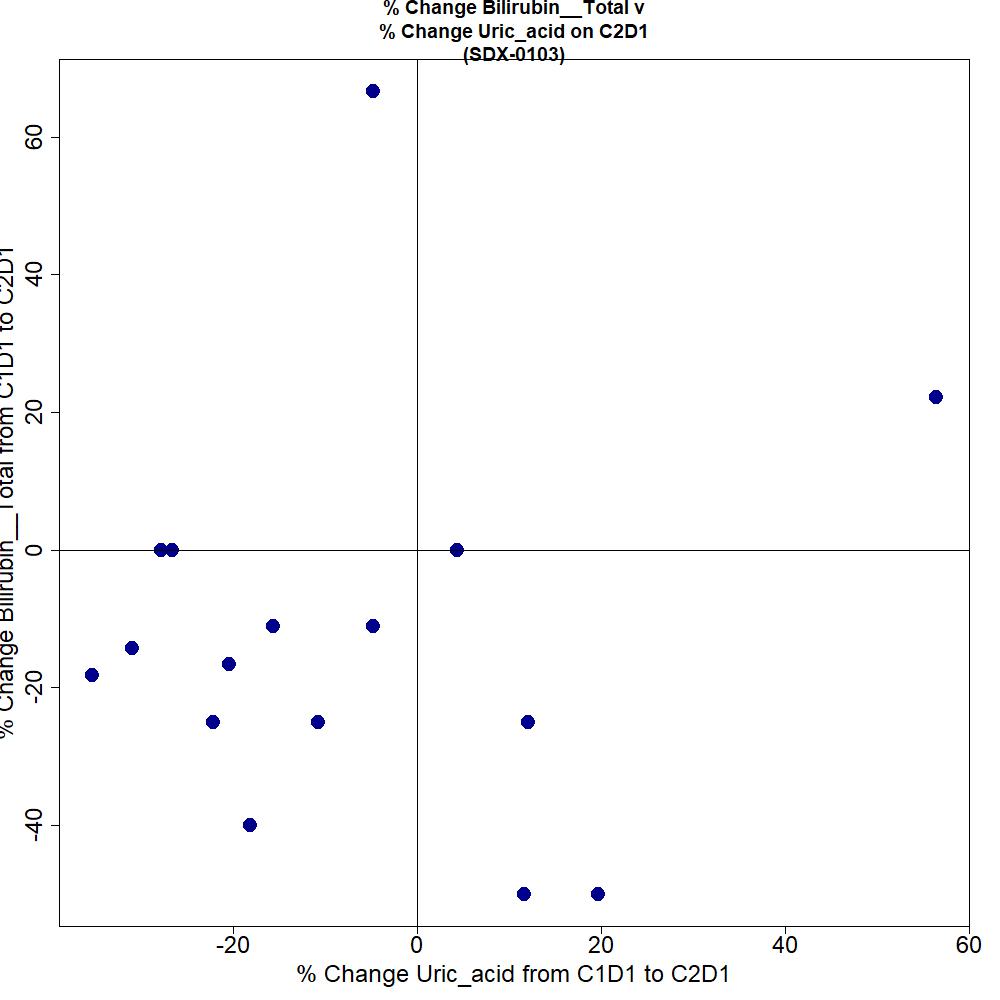 % Change Bilirubin__Total v
% Change Uric_acid on C2D1
(SDX-0103)
% Change Bilirubin__Total from C1D1 to C2D1
60
40
20
0
-20
-40
-20
0
20
40
60
% Change Uric_acid from C1D1 to C2D1